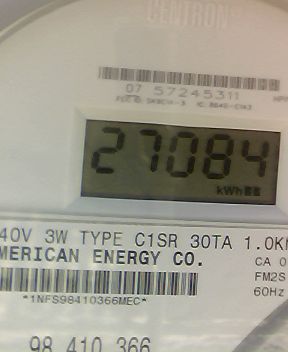 CENTRON
07 57245311
27084
kWh
40V 3W TYPE C1SR 30TA 1.0K
MERICAN ENERGY CO.
CA 0
FM2S
60Hz
*1NFS98410366MEC*
98 410 366